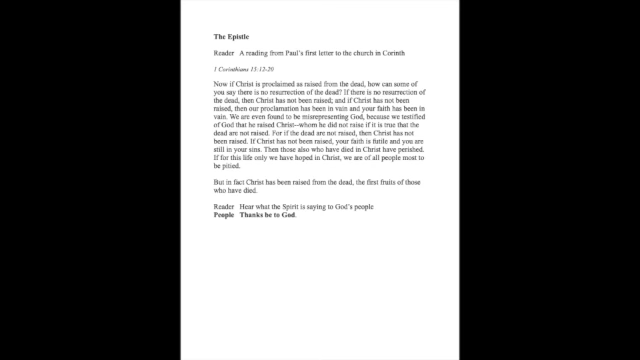 The Epistle
Reader A reading from Paul's first letter to the church in Corinth
1 Corinthians 15:12-20
Now if Christ is proclaimed as raised from the dead, how can some of
you say there is no resurrection of the dead? If there is no resurrection of
the dead, then Christ has not been raised; and if Christ has not been
raised, then our proclamation has been in vain and your faith has been in
vain. We are even found to be misrepresenting God, because we testified
of God that he raised Christ--whom he did not raise if it is true that the
dead are not raised. For if the dead are not raised, then Christ has not
been raised. If Christ has not been raised, your faith is futile and you are
still in your sins. Then those also who have died in Christ have perished.
If for this life only we have hoped in Christ, we are of all people most to
be pitied.
But in fact Christ has been raised from the dead, the first fruits of those
who have died.
Reader Hear what the Spirit is saying to God's people
People Thanks be to God.